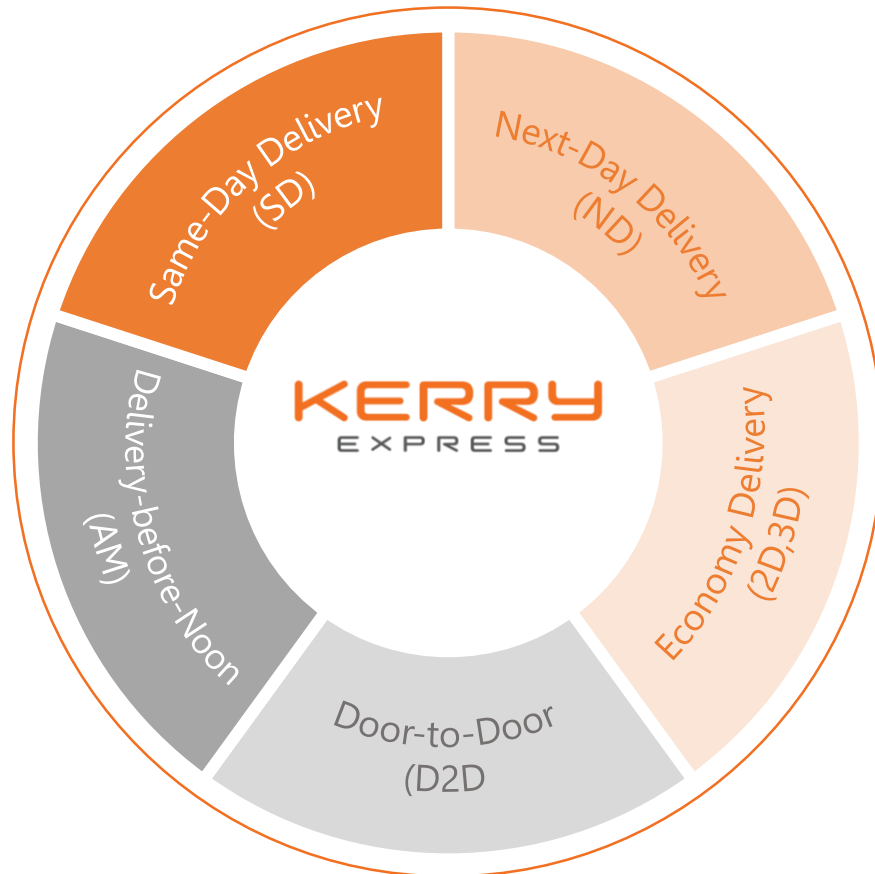 Same-Day Delivery
(SD)
Next-Day Delivery
(ND)
Delivery-before-Noon
(AM)
KERRY
EXPRESS
Economy Delivery
(2D,3D)
Door-to-Door
(D2D